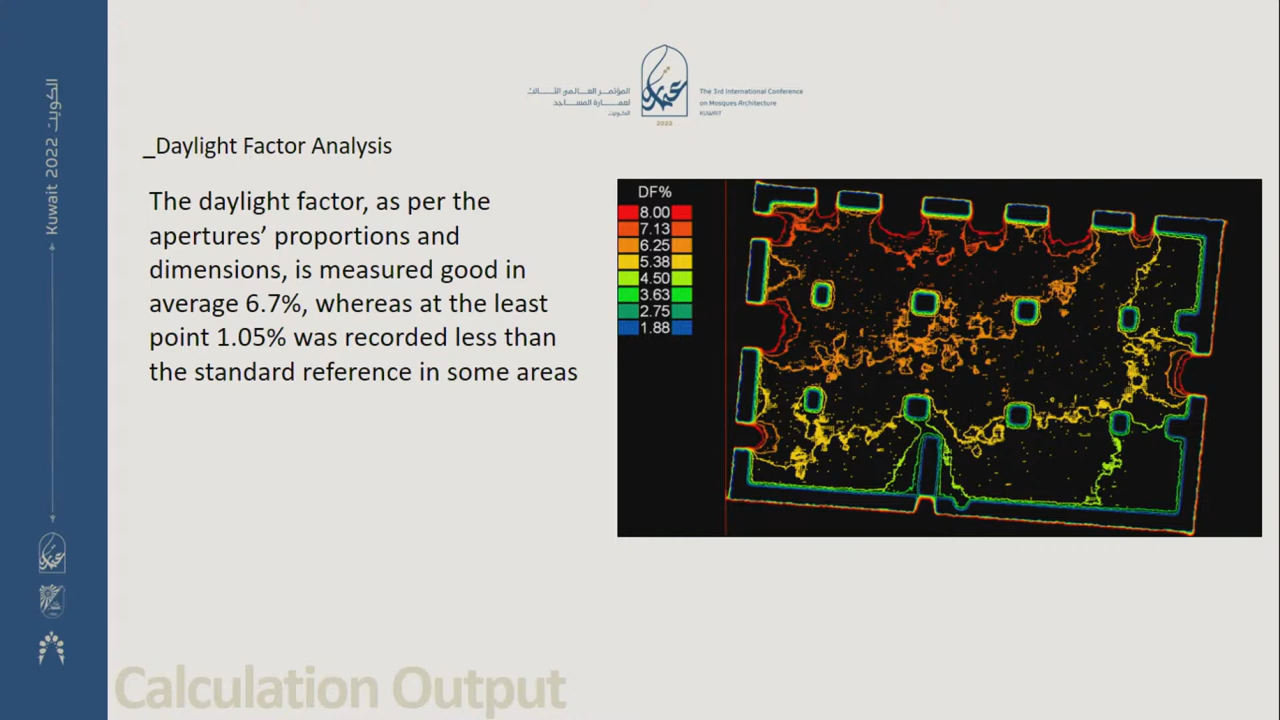 الكويت Kuwait 2022
المؤتمر العالمي الثالث
لعمارة المساجد
الكويت
The 3rd International Conference
on Mosques Architecture
KUWAIT
2022
_Daylight Factor Analysis
The daylight factor, as per the
apertures’ proportions and
dimensions, is measured good in
average 6.7%, whereas at the least
point 1.05% was recorded less than
the standard reference in some areas
DF%
8.00
7.13
6.25
5.38
4.50
3.63
2.75
1.88
Calculation Output